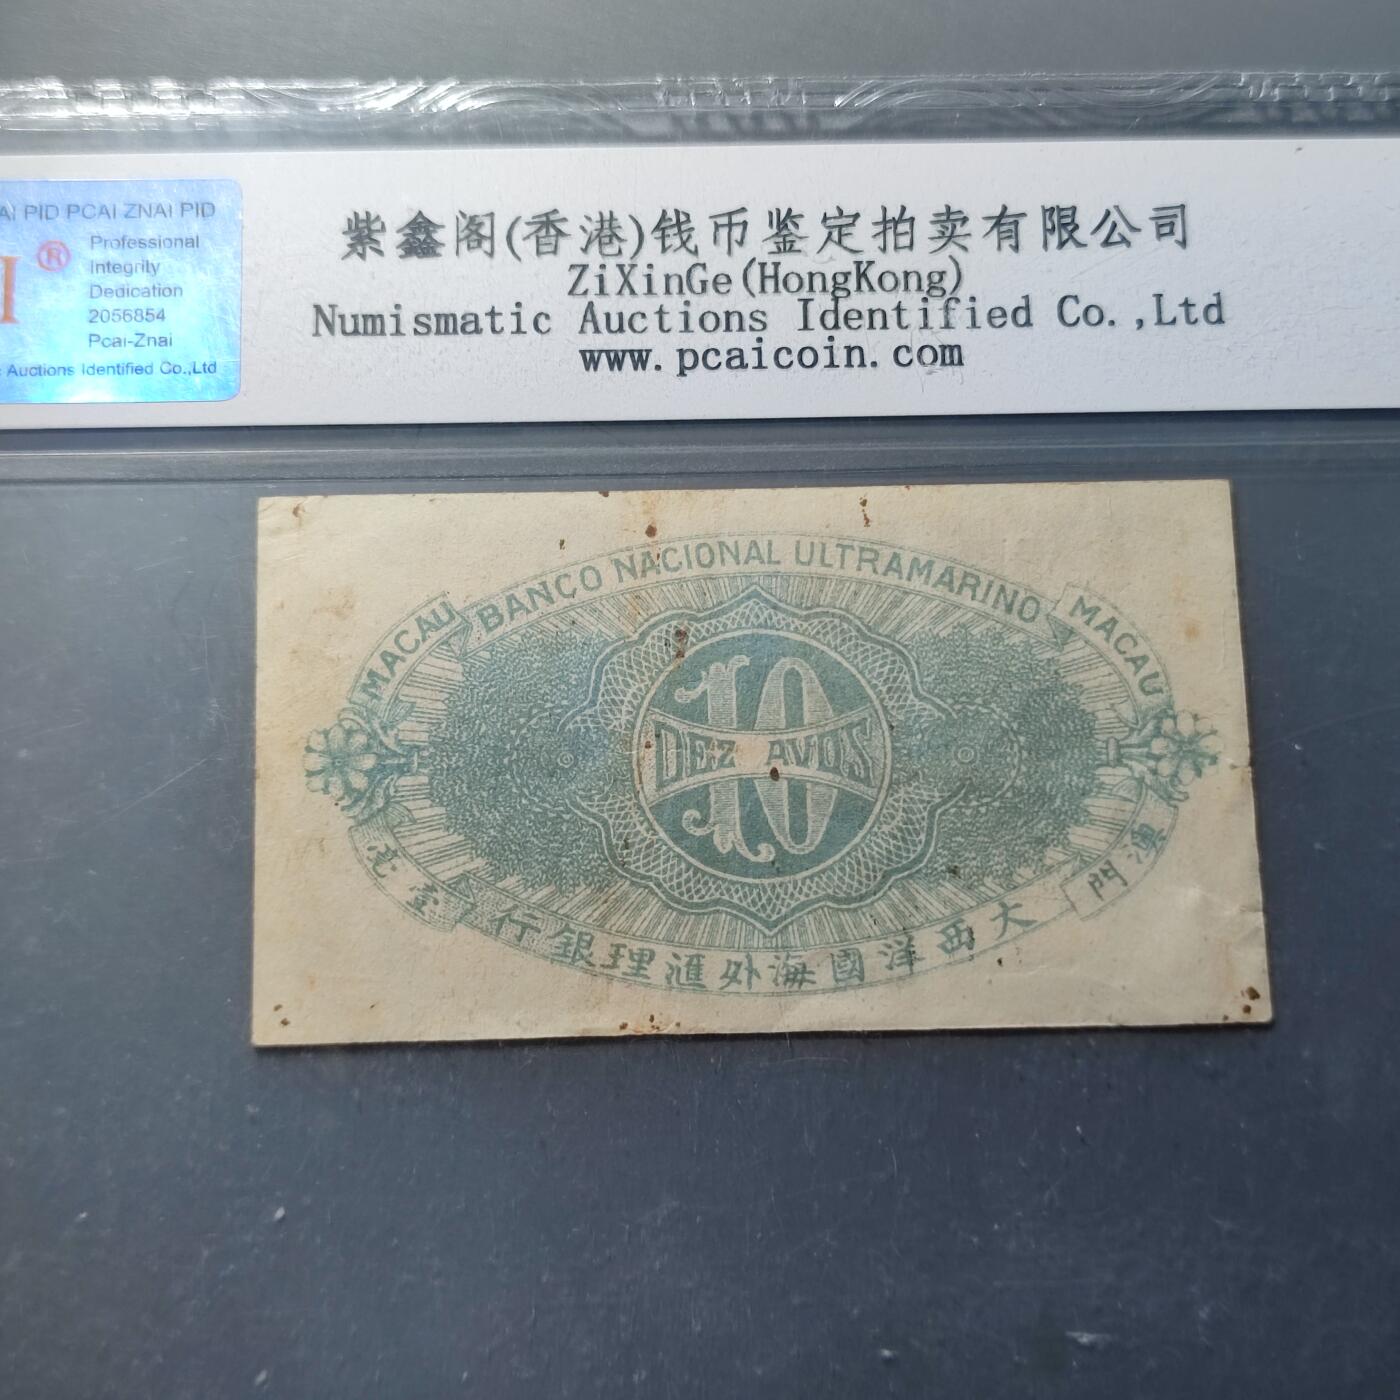 AI PID PCAI ZNAI PID
I ®
Professional
Integrity
Dedication
2056854
Pcai-Znai
Auctions Identified Co.,Ltd
紫鑫阁(香港)钱币鉴定拍卖有限公司
ZiXinGe(HongKong)
Numismatic Auctions Identified Co.,Ltd
www.pcaicoin.com
MACAU BANCO NACIONAL ULTRAMARINO MACAU
10
DEZ AVOS
毫壹 行銀理滙外海國洋西大 門澳